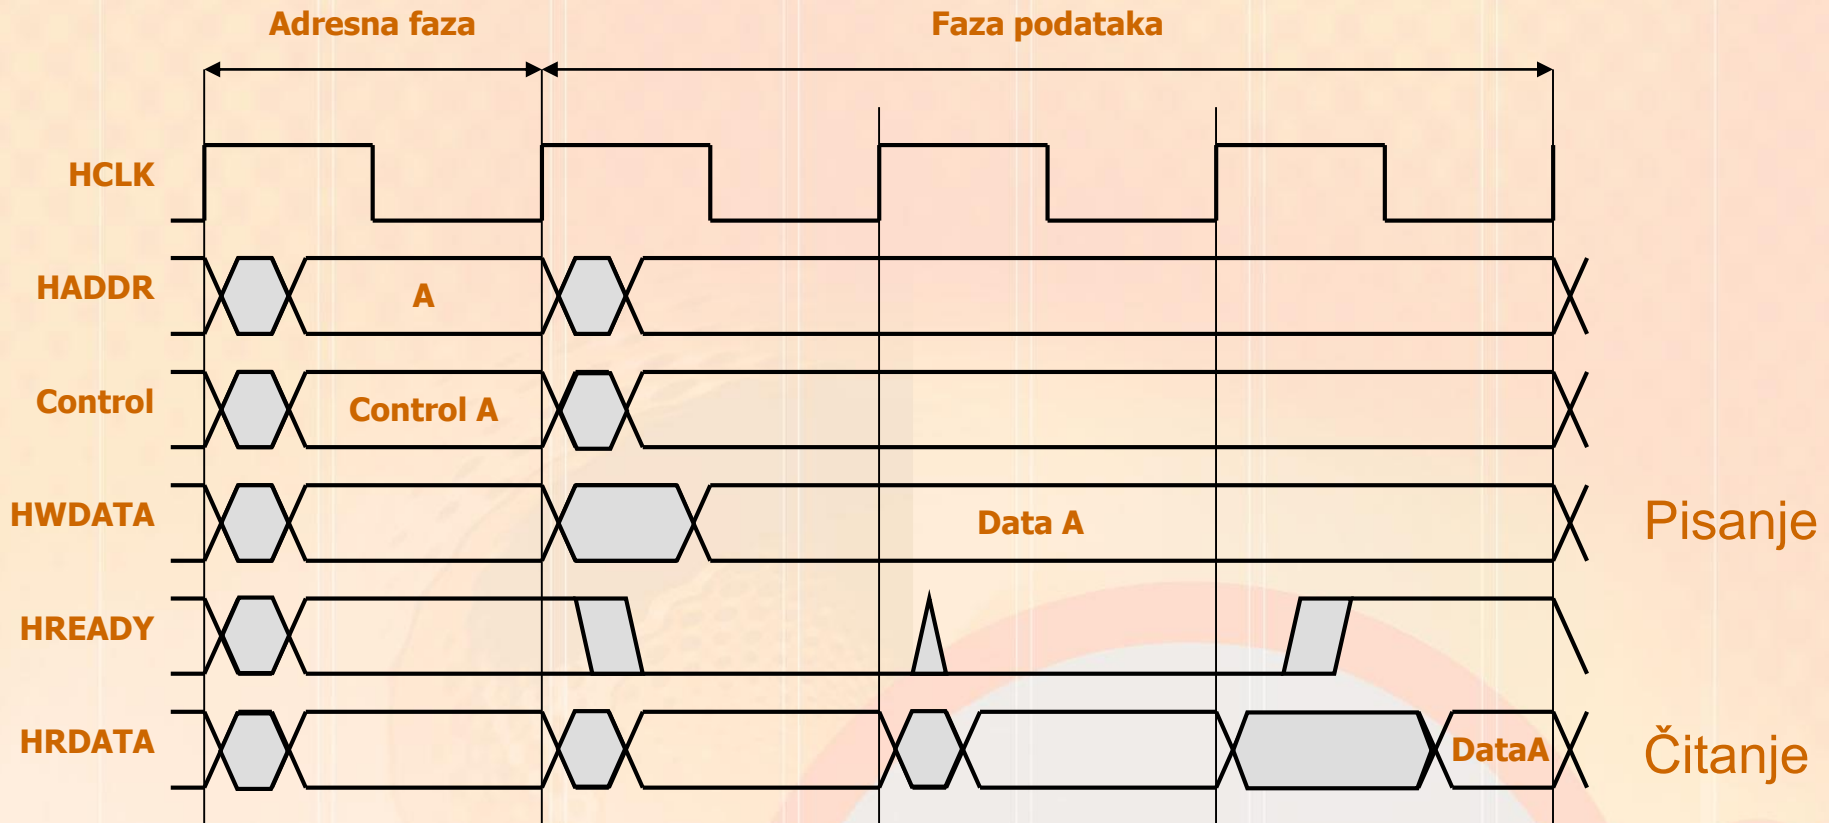 Adresna faza
Faza podataka
HCLK
HADDR
A
Control
Control A
HWDATA
Data A
Pisanje
HREADY
HRDATA
DataA
Čitanje